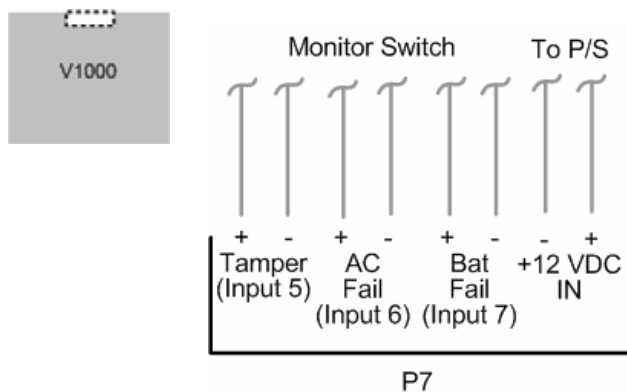 V1000
Monitor Switch To P/S
+ - + - + - - +
Tamper AC Bat +12 VDC
(Input 5) Fail Fail IN
(Input 6) (Input 7)
P7